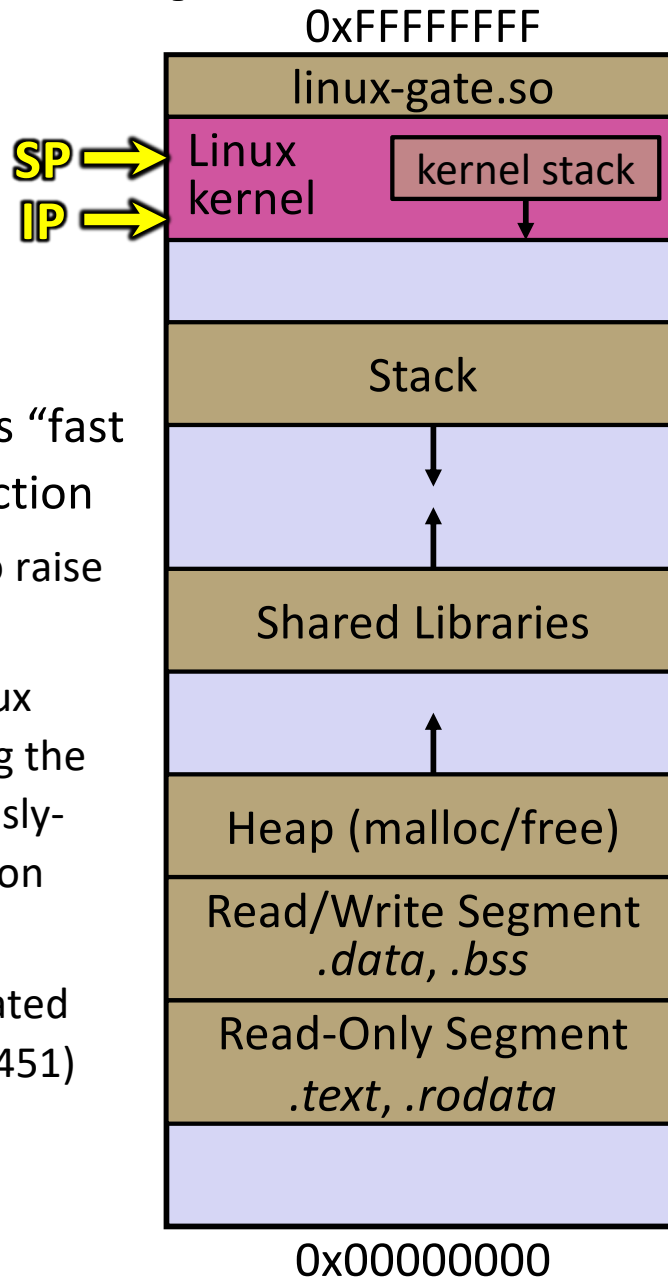 0xFFFFFFFF
linux-gate.so
SP
Linux
kernel
kernel stack
IP
Stack
s “fast
ction
raise
ux
g the
sly-
on
ated
451)
Shared Libraries
Heap (malloc/free)
Read/Write Segment
.data, .bss
Read-Only Segment
.text, .rodata
0x00000000